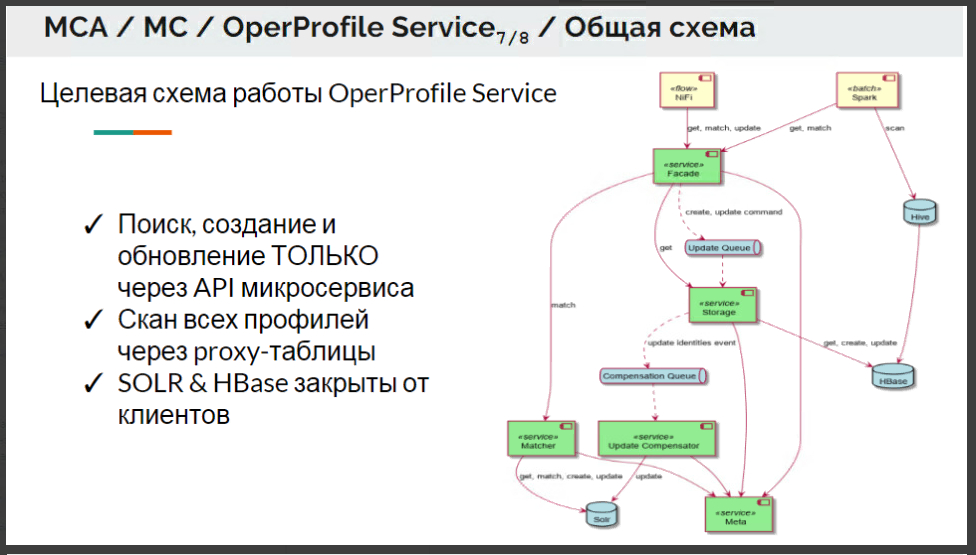 MCA / MC / OperProfile Service7/8 / Общая схема
Целевая схема работы OperProfile Service
✓ Поиск, создание и
обновление ТОЛЬКО
через API микросервиса
✓ Скан всех профилей
через proxy-таблицы
✓ SOLR & HBase закрыты от
клиентов
«flow»
NiFi
«batch»
Spark
get, match, update
get, match
scan
«service»
Facade
Hive
create, update command
Update Queue
get
match
«service»
Storage
update identities event
get, create, update
Compensation Queue
HBase
«service»
Matcher
«service»
Update Compensator
get, match, create, update
update
Solr
«service»
Meta